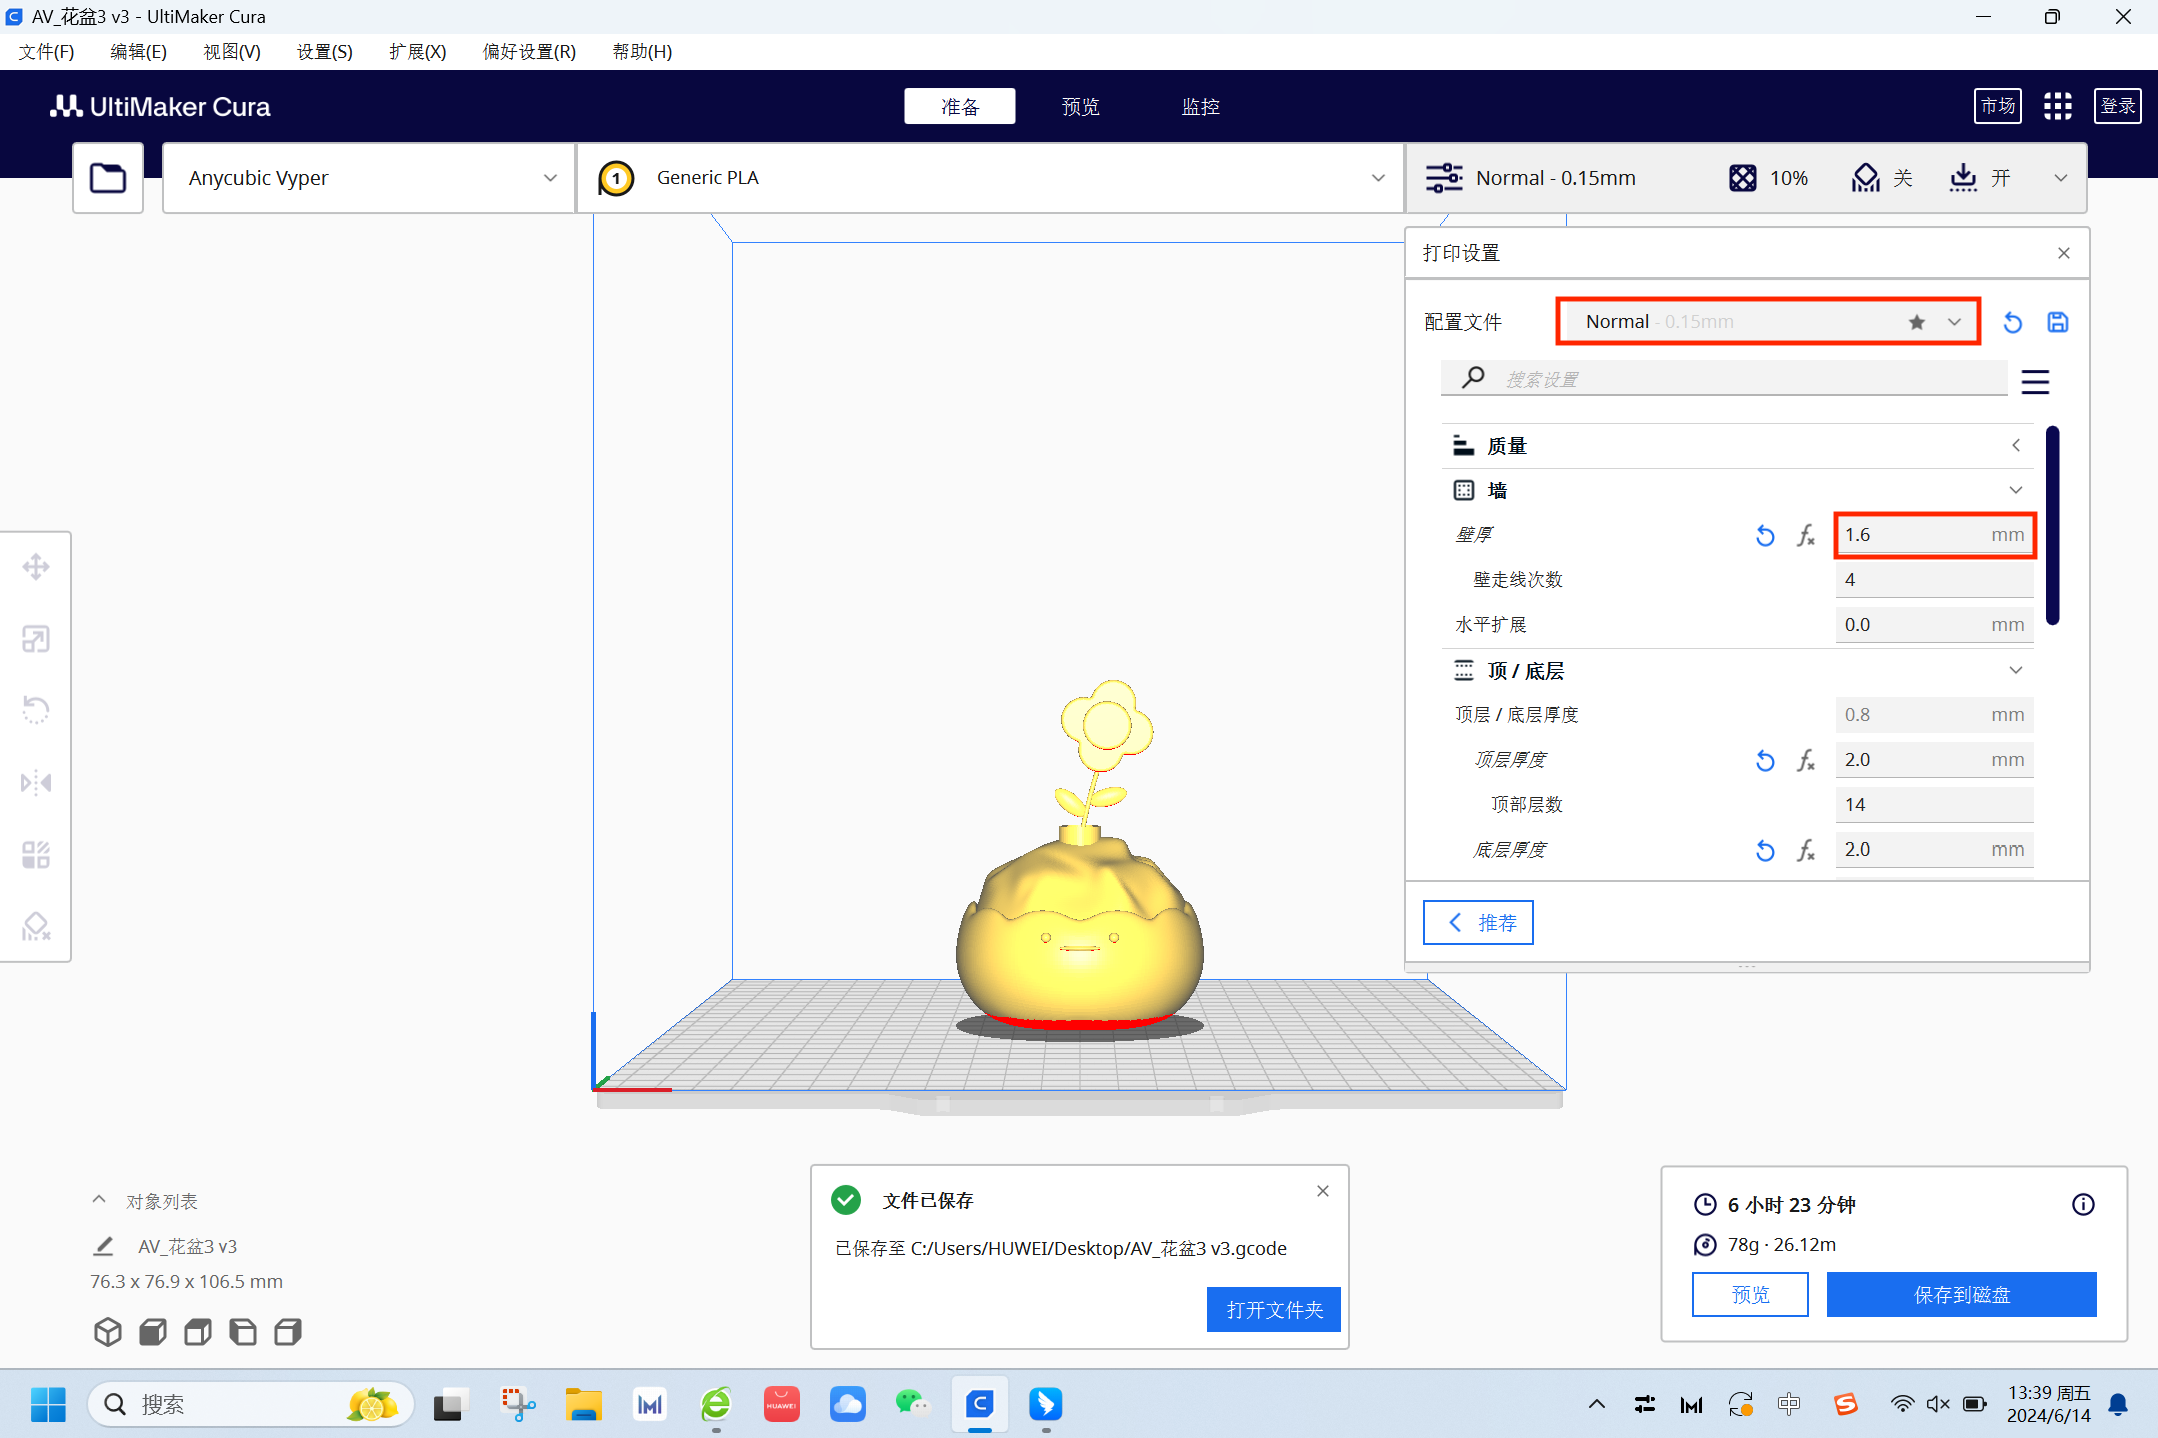 AV_花盆3 v3 - UltiMaker Cura
文件(F) 编辑(E) 视图(V) 设置(S) 扩展(X) 偏好设置(R) 帮助(H)
UltiMaker Cura 准备 预览 监控 市场 登录
Anycubic Vyper 1 Generic PLA Normal - 0.15mm 10% 关 开
打印设置
配置文件 Normal - 0.15mm
搜索设置
质量
墙
壁厚 1.6 mm
壁走线次数 4
水平扩展 0.0 mm
顶 / 底层
顶层 / 底层厚度 0.8 mm
顶层厚度 2.0 mm
顶部层数 14
底层厚度 2.0 mm
推荐
对象列表
AV_花盆3 v3
76.3 x 76.9 x 106.5 mm
文件已保存
已保存至 C:/Users/HUWEI/Desktop/AV_花盆3 v3.gcode
打开文件夹
6 小时 23 分钟
78g · 26.12m
预览 保存到磁盘
搜索
HUAWEI
中
13:39 周五
2024/6/14